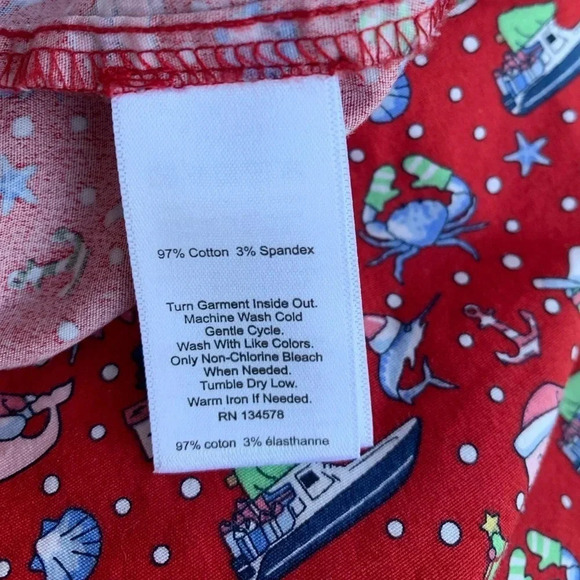 97% Cotton 3% Spandex
Turn Garment Inside Out.
Machine Wash Cold
Gentle Cycle.
Wash With Like Colors.
Only Non-Chlorine Bleach
When Needed.
Tumble Dry Low.
Warm Iron If Needed.
RN 134578
97% coton 3% élasthanne